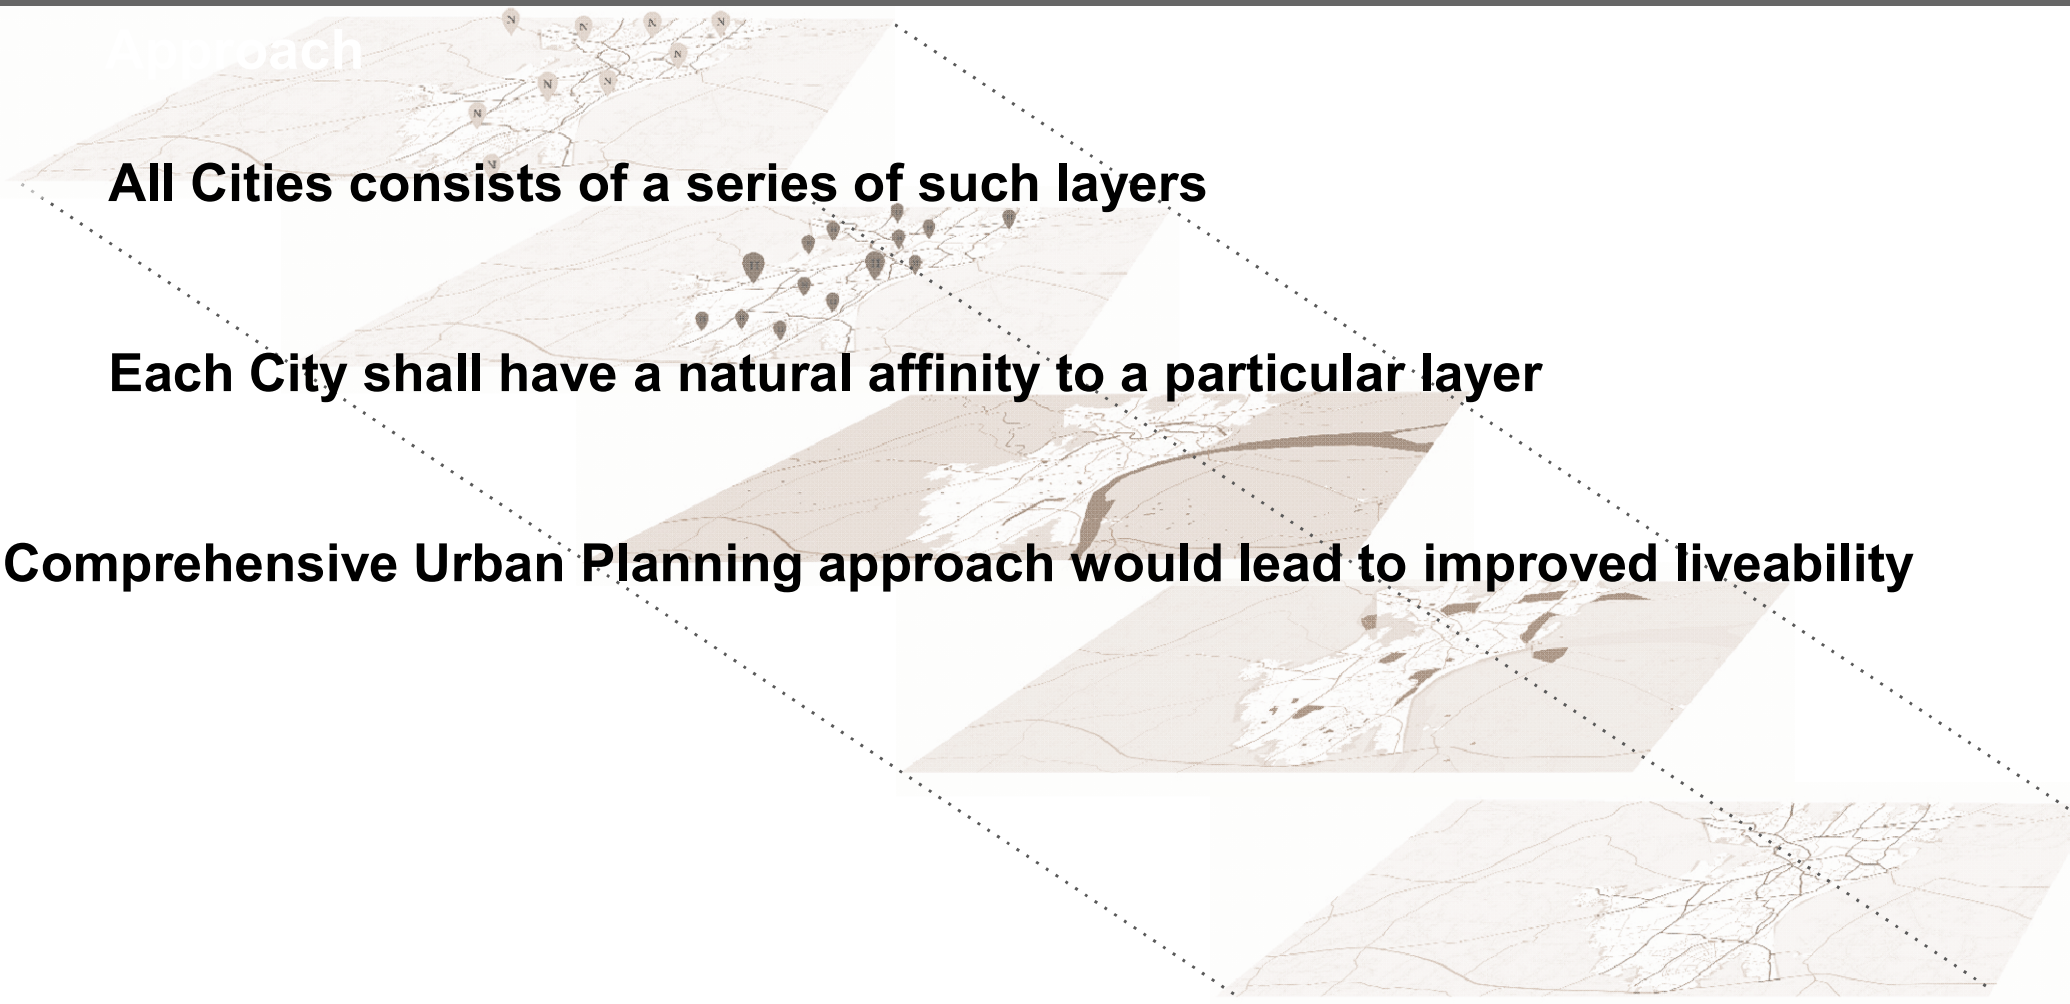 Approach
All Cities consists of a series of such layers
Each City shall have a natural affinity to a particular layer
Comprehensive Urban Planning approach would lead to improved liveability